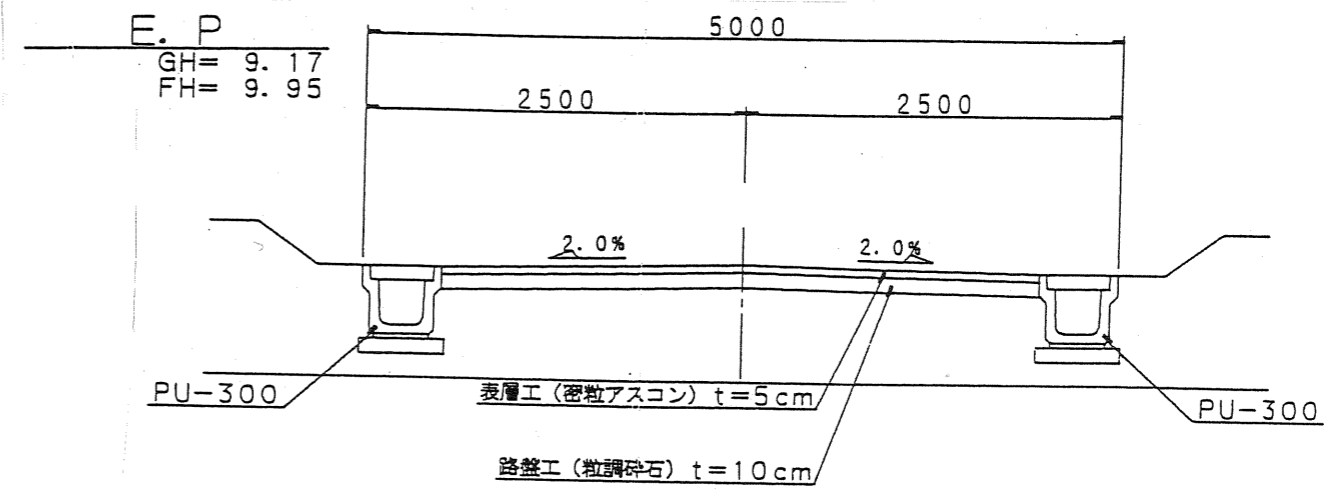 E. P
GH= 9. 17
FH= 9. 95
5000
2500
2500
2. 0%
2. 0%
PU-300
表層工 (密粒アスコン) t=5cm
PU-300
路盤工 (粒調砕石) t=10cm